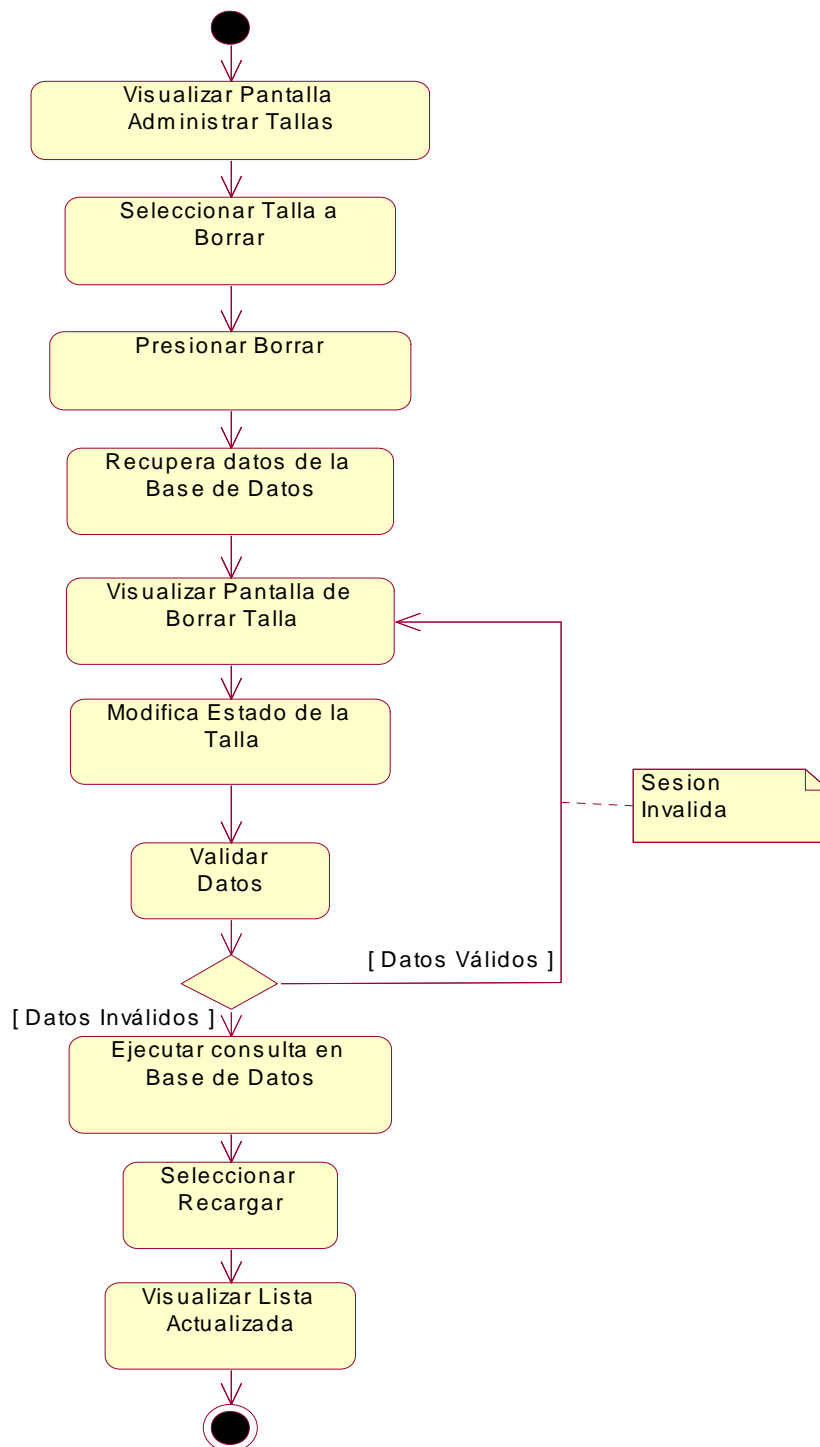 Visualizar Pantalla
Administrar Tallas
Seleccionar Talla a
Borrar
Presionar Borrar
Recupera datos de la
Base de Datos
Visualizar Pantalla de
Borrar Talla
Modifica Estado de la
Talla
Sesion
Invalida
Validar
Datos
[ Datos Válidos ]
[ Datos Inválidos ]
Ejecutar consulta en
Base de Datos
Seleccionar
Recargar
Visualizar Lista
Actualizada